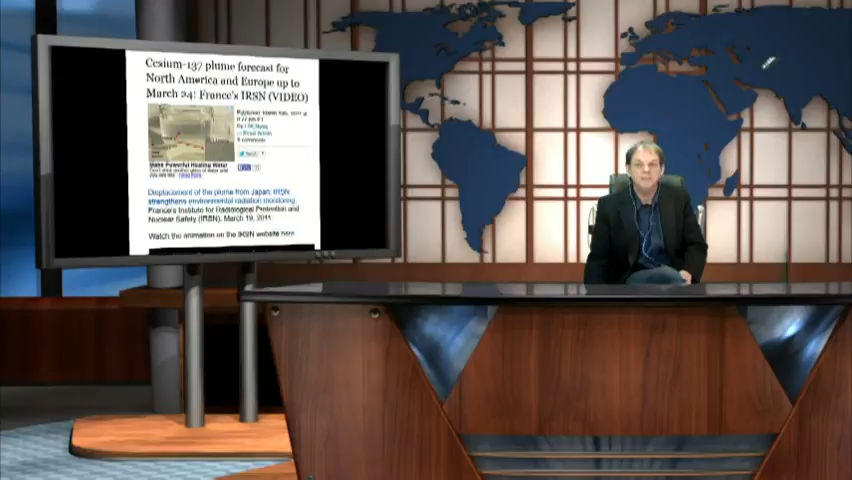 Cesium-137 plume forecast for
North America and Europe up to
March 24: France's IRSN (VIDEO)
Make Powerful Healing Water
Displacement of the plume from Japan: IRSN
strengthens environmental radiation monitoring,
France's Institute for Radiological Protection and
Nuclear Safety (IRSN), March 19, 2011
Watch the animation on the IRSN website here